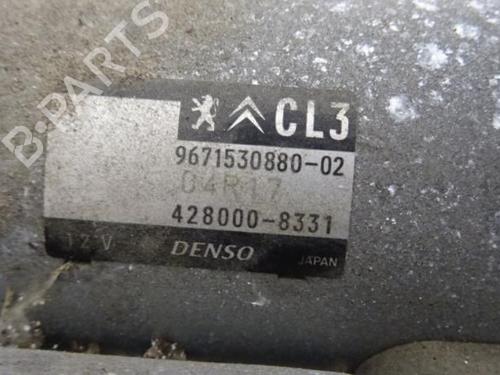 CL3
9671530880-02
04R17
428000-8331
12V DENSO JAPAN
B-PARTS